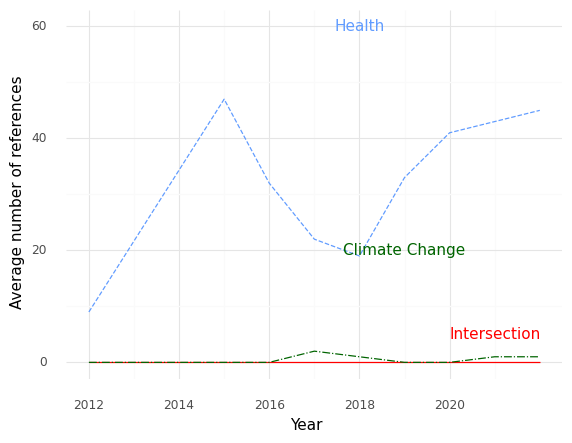 60
Health
40
20
Climate Change
Intersection
0
2012 2014 2016 2018 2020
Year
Average number of references